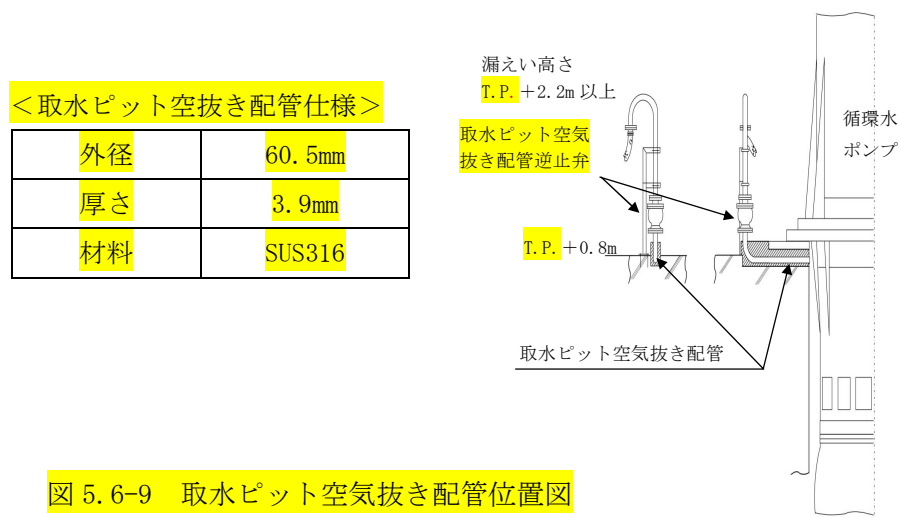 ＜取水ピット空抜き配管仕様＞
外径 60.5mm
厚さ 3.9mm
材料 SUS316
漏えい高さ
T.P.＋2.2m 以上
取水ピット空気
抜き配管逆止弁
T.P.＋0.8m
取水ピット空気抜き配管
循環水
ポンプ
図 5.6-9　取水ピット空気抜き配管位置図